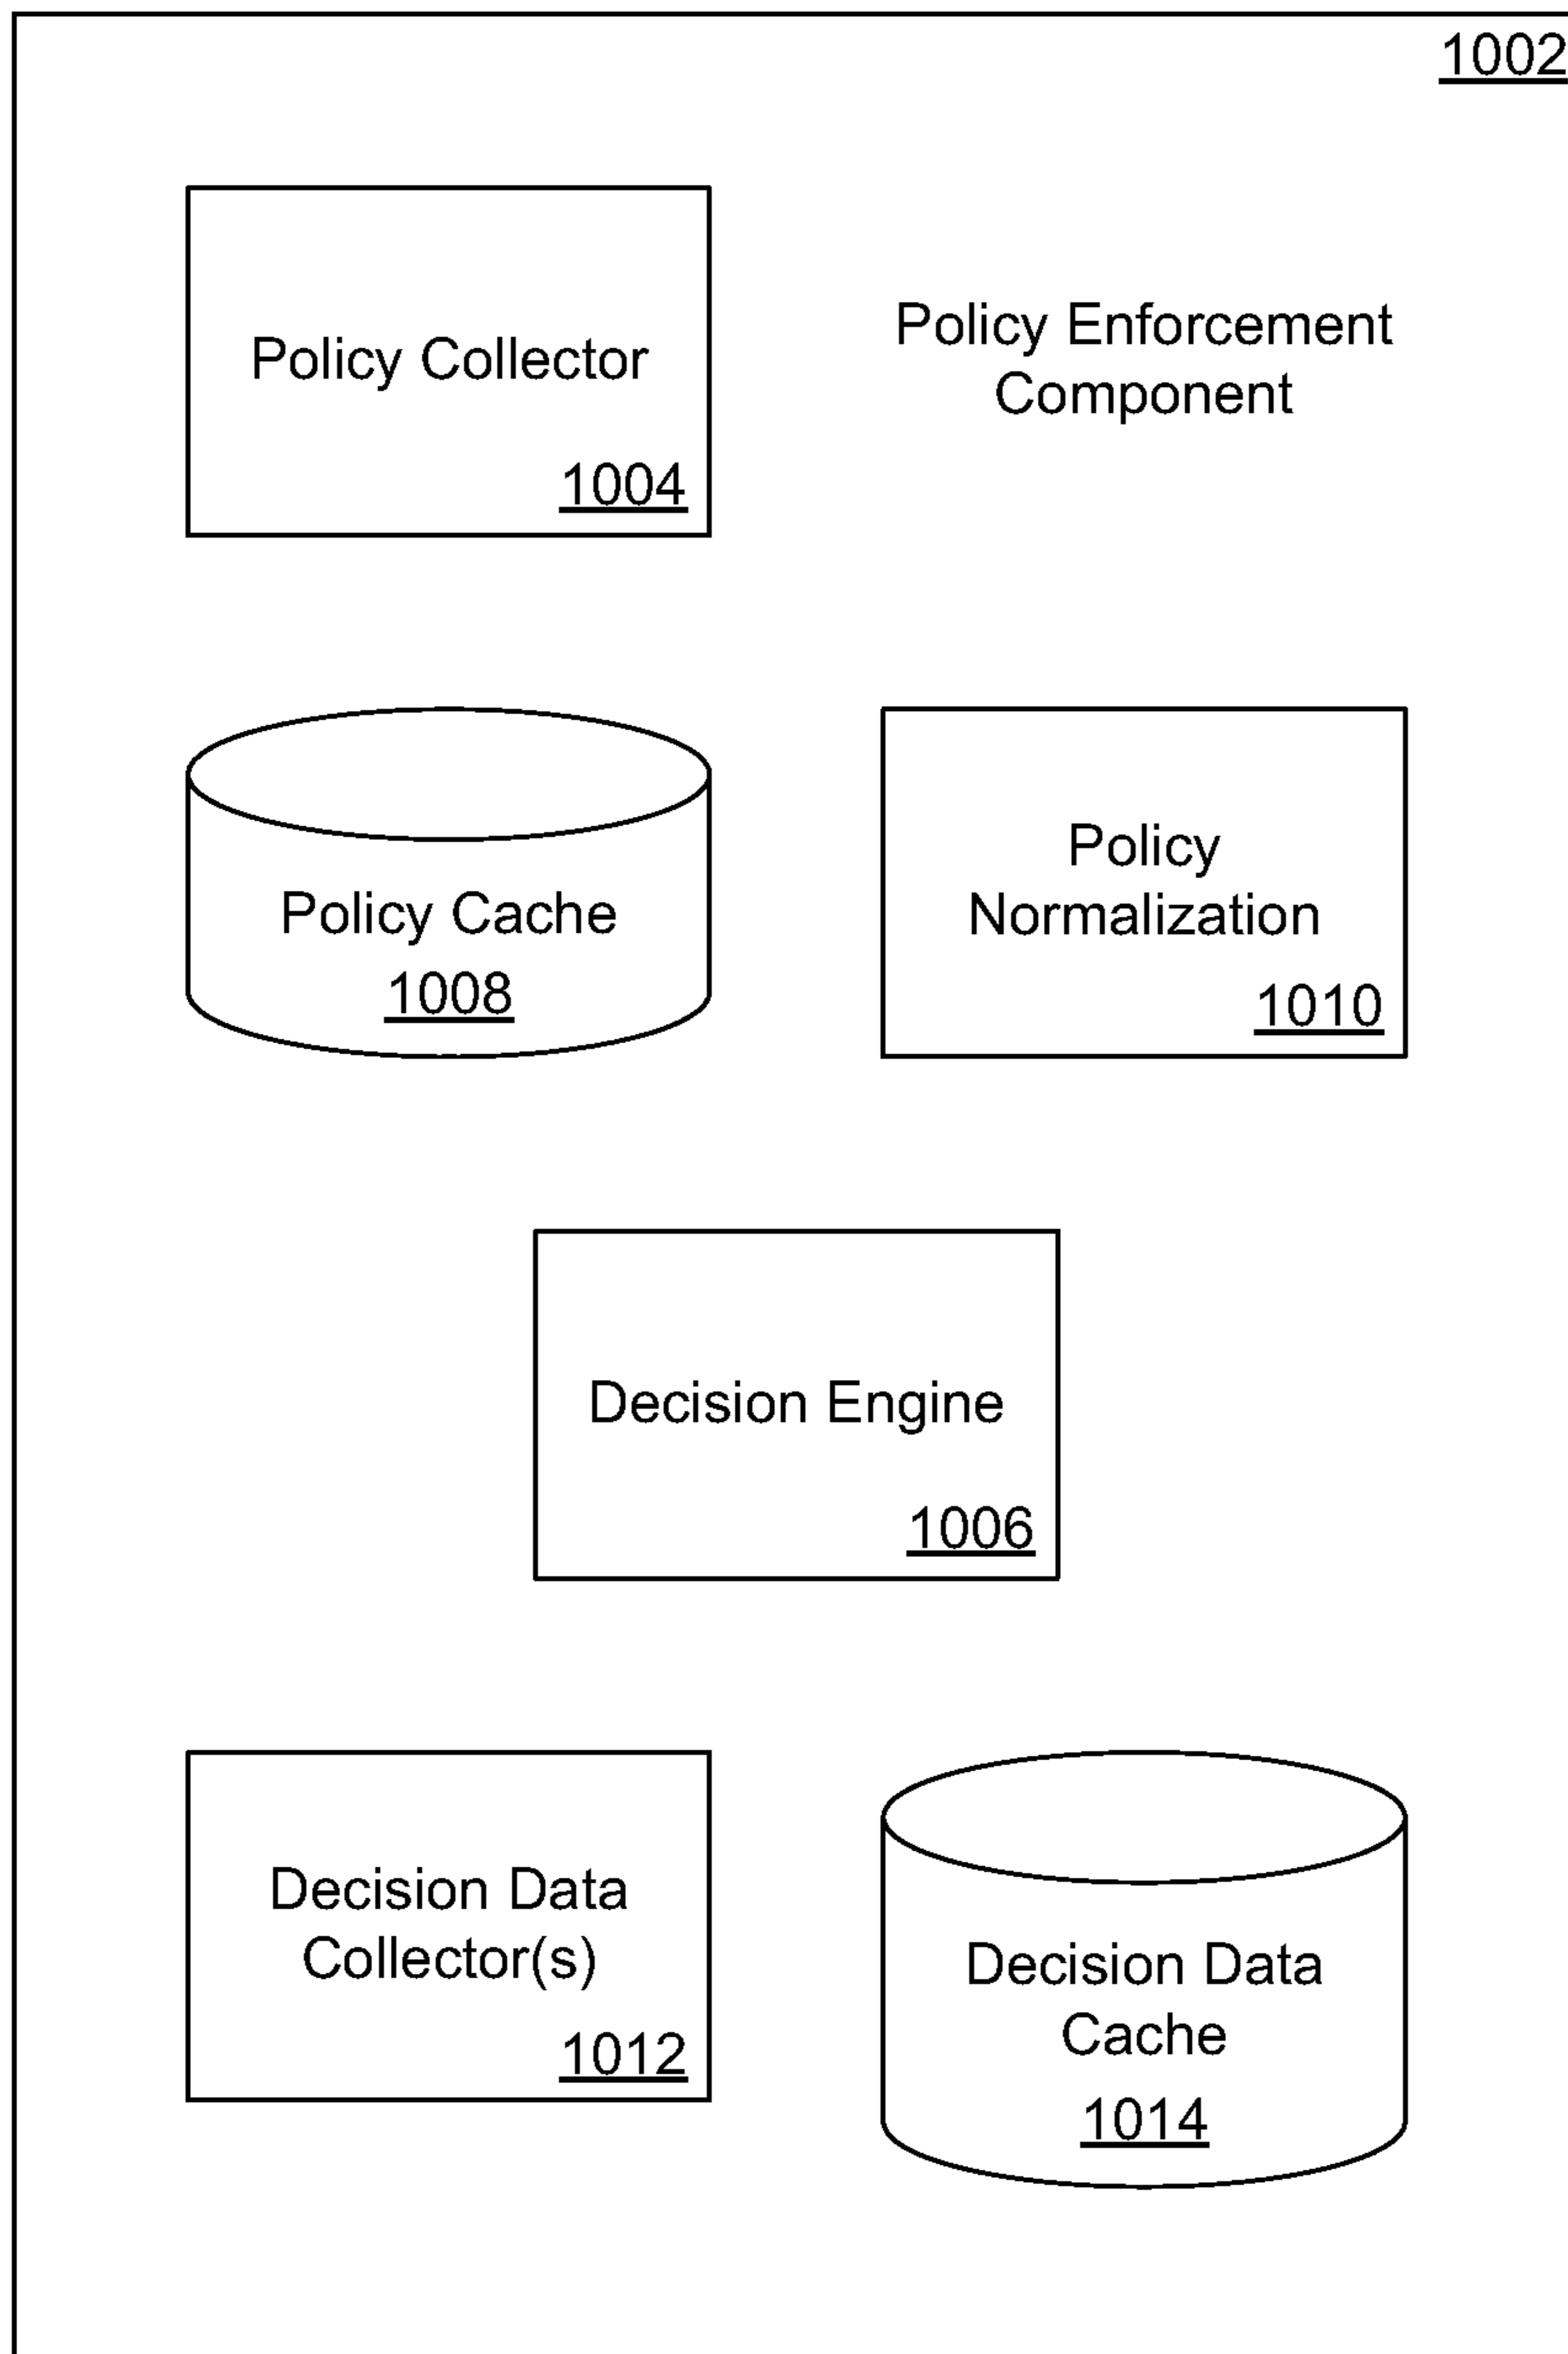 1002
Policy Collector
1004
Policy Enforcement
Component
Policy Cache
1008
Policy
Normalization
1010
Decision Engine
1006
Decision Data
Collector(s)
1012
Decision Data
Cache
1014